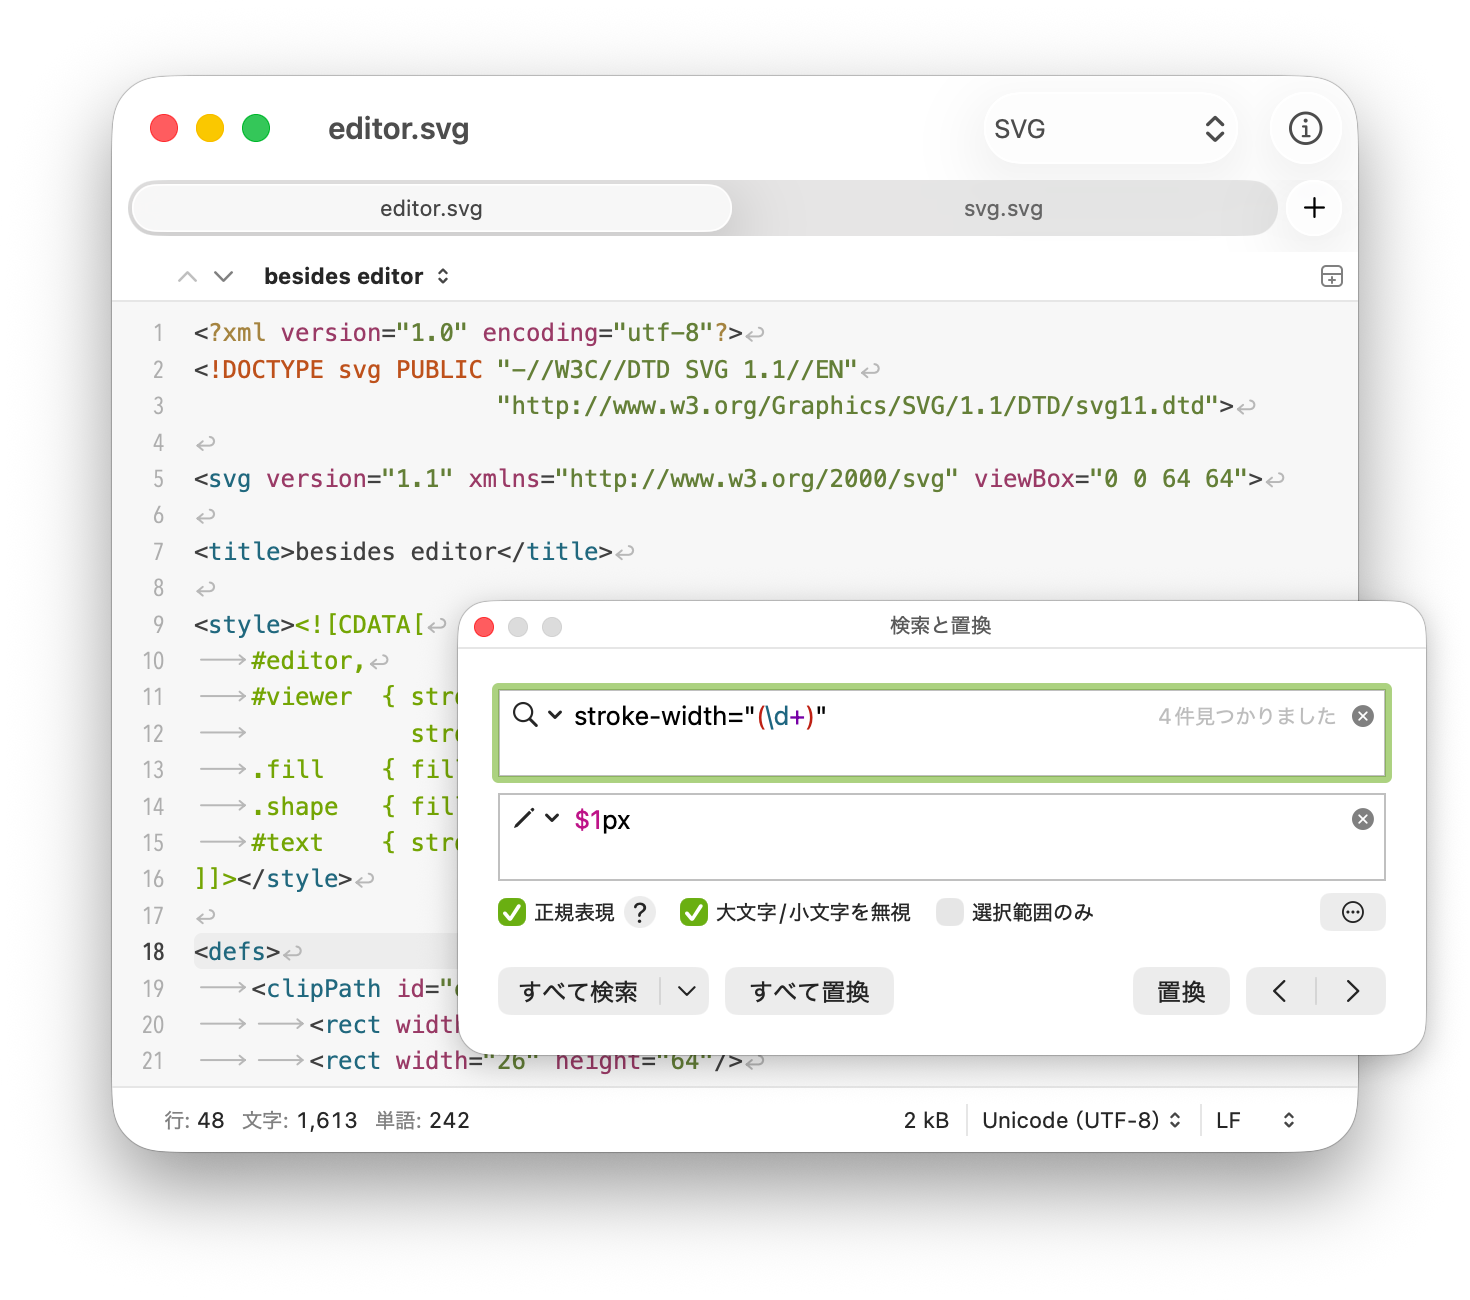 editor.svg
SVG
editor.svg
svg.svg
besides editor
1 <?xml version="1.0" encoding="utf-8"?>
2 <!DOCTYPE svg PUBLIC "-//W3C//DTD SVG 1.1//EN"
3 "http://www.w3.org/Graphics/SVG/1.1/DTD/svg11.dtd">
4
5 <svg version="1.1" xmlns="http://www.w3.org/2000/svg" viewBox="0 0 64 64">
6
7 <title>besides editor</title>
8
9 <style><![CDATA[
10 #editor,
11 #viewer { stro
12 stro
13 .fill { fil
14 .shape { fil
15 #text { stro
16 ]]></style>
17
18 <defs>
19 <clipPath id="
20 <rect widt
21 <rect width="26" height="64"/>
検索と置換
stroke-width="(\d+)"
4件見つかりました
$1px
正規表現 ?
大文字/小文字を無視
選択範囲のみ
すべて検索
すべて置換
置換
行: 48 文字: 1,613 単語: 242
2 kB
Unicode (UTF-8)
LF